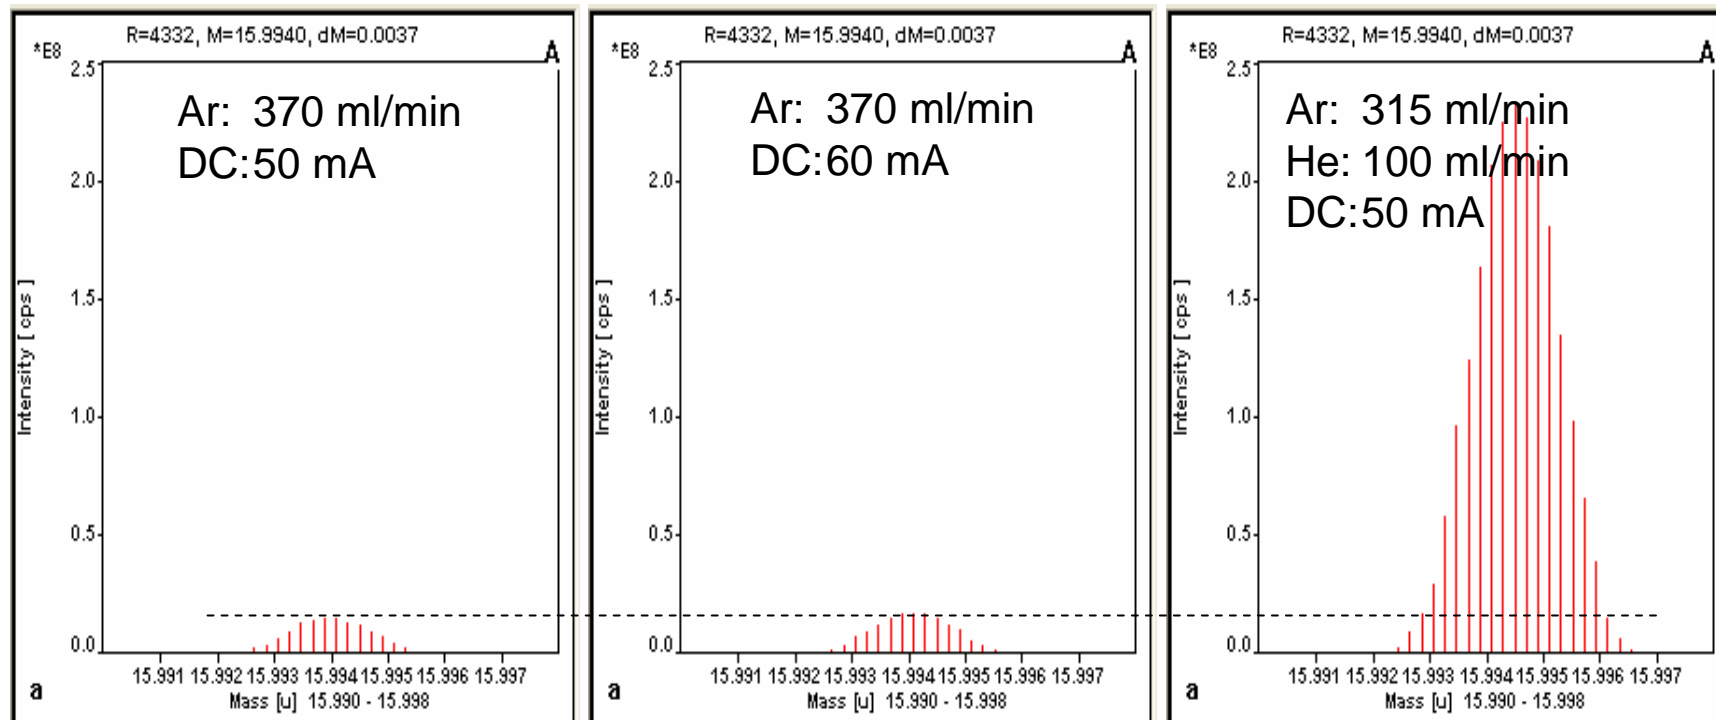 R=4332, M=15.9940, dM=0.0037
*E8
A
2.5
Ar: 370 ml/min
DC:50 mA
2.0
1.5
Intensity [ cps ]
1.0
0.5
0.0
15.991 15.992 15.993 15.994 15.995 15.996 15.997
a
Mass [u] 15.990 - 15.998
R=4332, M=15.9940, dM=0.0037
*E8
A
2.5
Ar: 370 ml/min
DC:60 mA
2.0
1.5
Intensity [ cps ]
1.0
0.5
0.0
15.991 15.992 15.993 15.994 15.995 15.996 15.997
a
Mass [u] 15.990 - 15.998
R=4332, M=15.9940, dM=0.0037
*E8
A
2.5
Ar: 315 ml/min
He: 100 ml/min
DC:50 mA
2.0
1.5
Intensity [ cps ]
1.0
0.5
0.0
15.991 15.992 15.993 15.994 15.995 15.996 15.997
a
Mass [u] 15.990 - 15.998